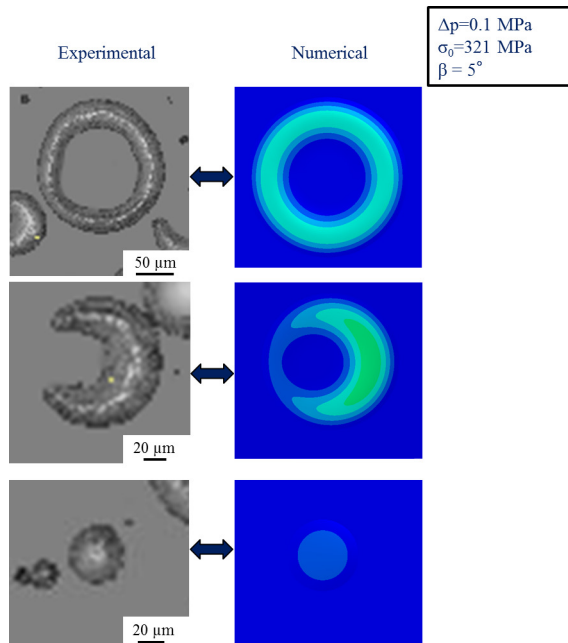 Experimental
Numerical
Δp=0.1 MPa
σ₀=321 MPa
β = 5°
50 µm
20 µm
20 µm